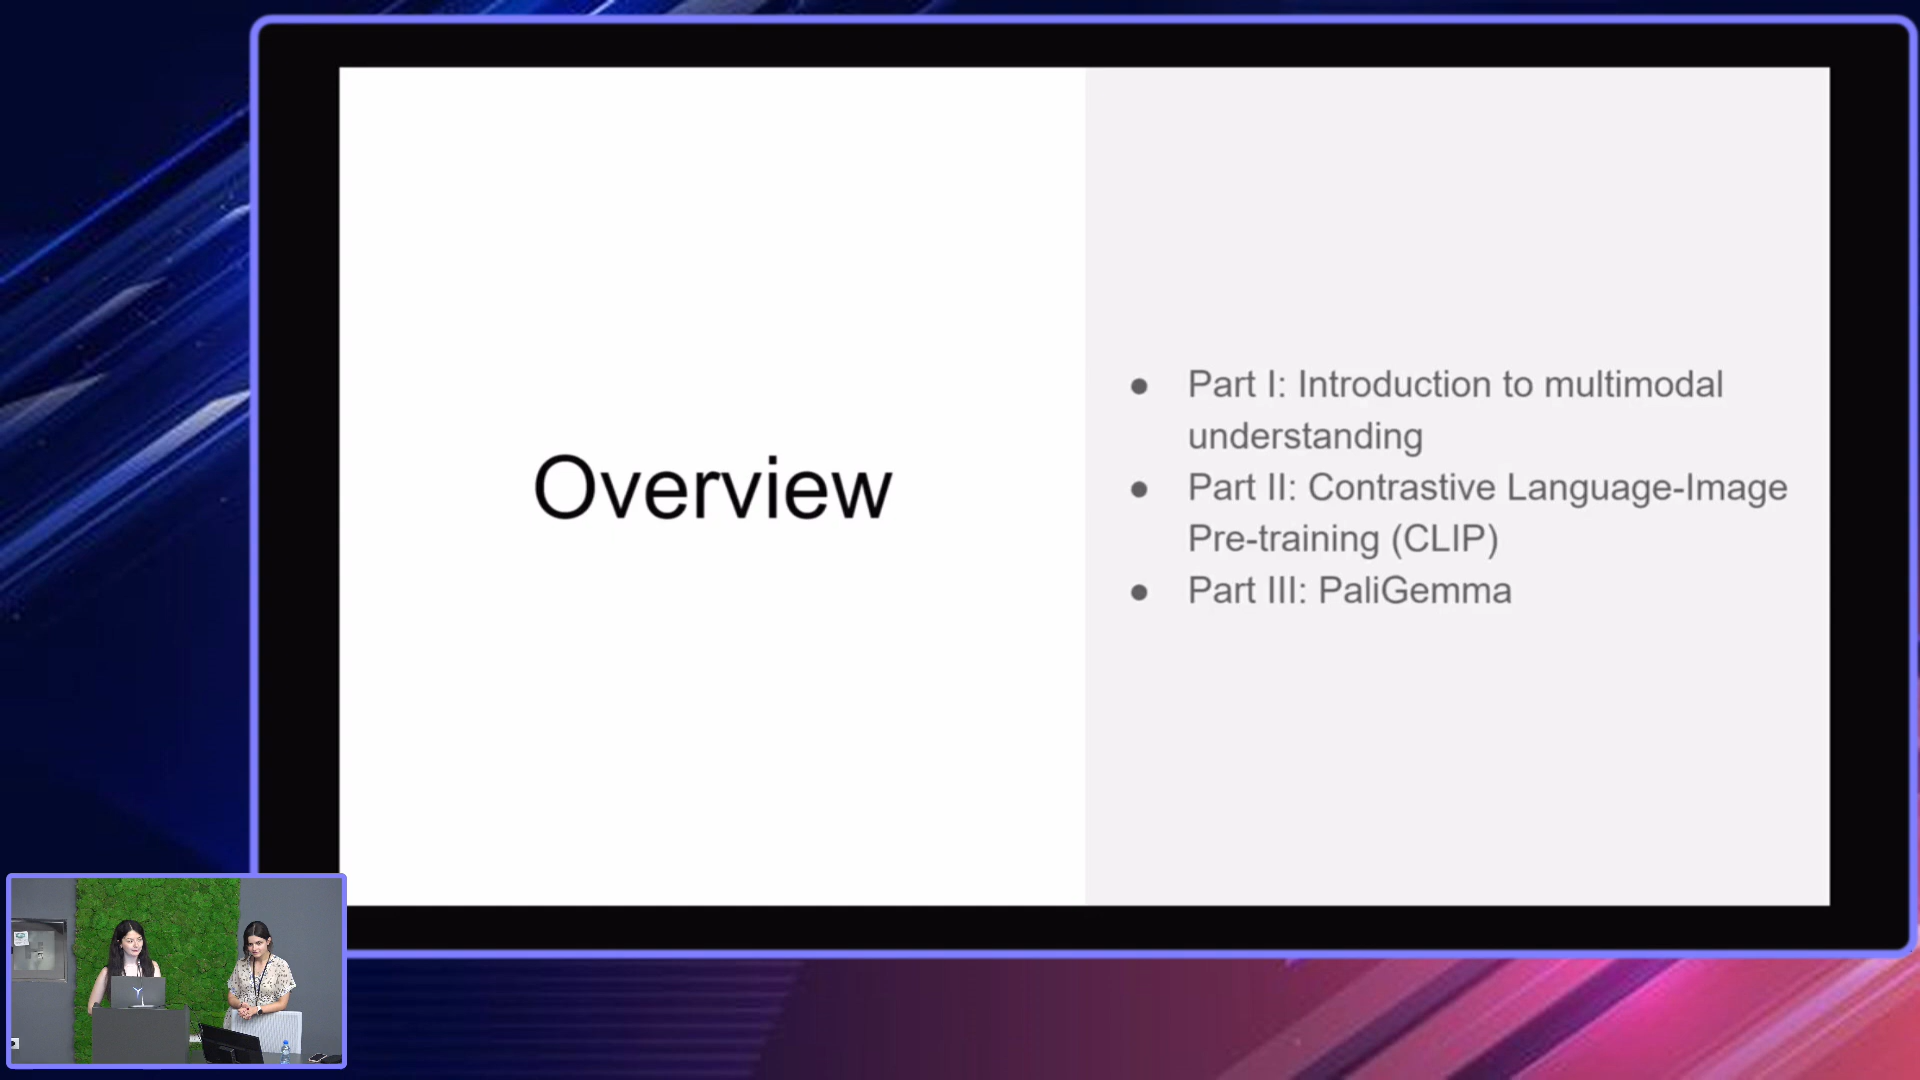 Overview
● Part I: Introduction to multimodal
understanding
● Part II: Contrastive Language-Image
Pre-training (CLIP)
● Part III: PaliGemma